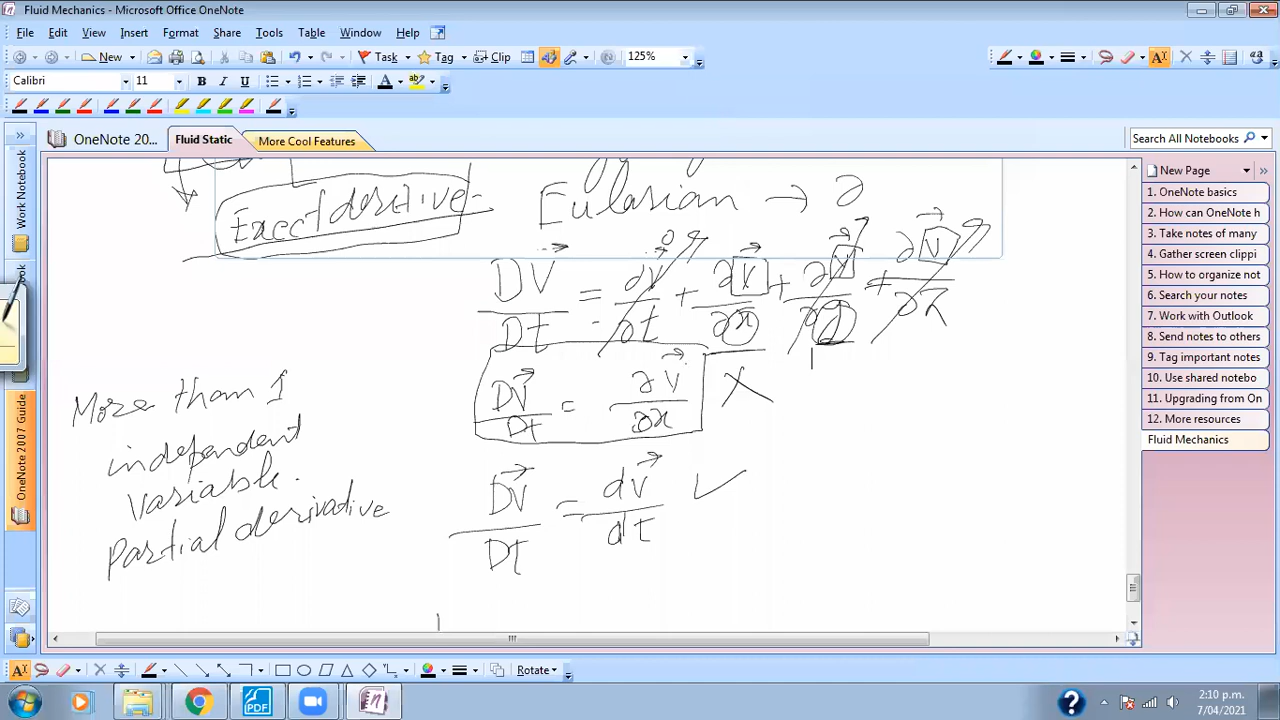 Fluid Mechanics - Microsoft Office OneNote
File Edit View Insert Format Share Tools Table Window Help
New Task Tag Clip 125%
Calibri 11 B I U A ab
OneNote 20... Fluid Static More Cool Features Search All Notebooks
New Page
1. OneNote basics
2. How can OneNote h
3. Take notes of many
4. Gather screen clippi
5. How to organize not
6. Search your notes
7. Work with Outlook
8. Send notes to others
9. Tag important notes
10. Use shared notebo
11. Upgrading from On
12. More resources
Fluid Mechanics
Work Notebook
OneNote 2007 Guide
Exect deretive
Eularian → ∂
DV⃗/Dt = ∂V⃗/∂t + ∂V⃗/∂x + ∂V⃗/∂y + ∂V⃗/∂z
DV⃗/Dt = ∂V⃗/∂x X
DV⃗/Dt = dV⃗/dt ✓
More than 1
independent
variable.
Partial derivative
Rotate
2:10 p.m.
7/04/2021